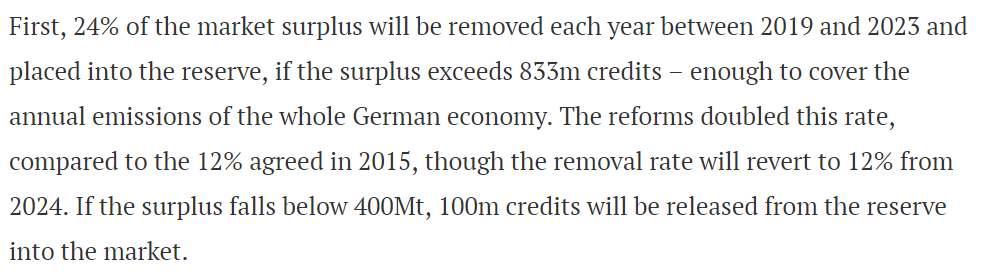 First, 24% of the market surplus will be removed each year between 2019 and 2023 and
placed into the reserve, if the surplus exceeds 833m credits – enough to cover the
annual emissions of the whole German economy. The reforms doubled this rate,
compared to the 12% agreed in 2015, though the removal rate will revert to 12% from
2024. If the surplus falls below 400Mt, 100m credits will be released from the reserve
into the market.